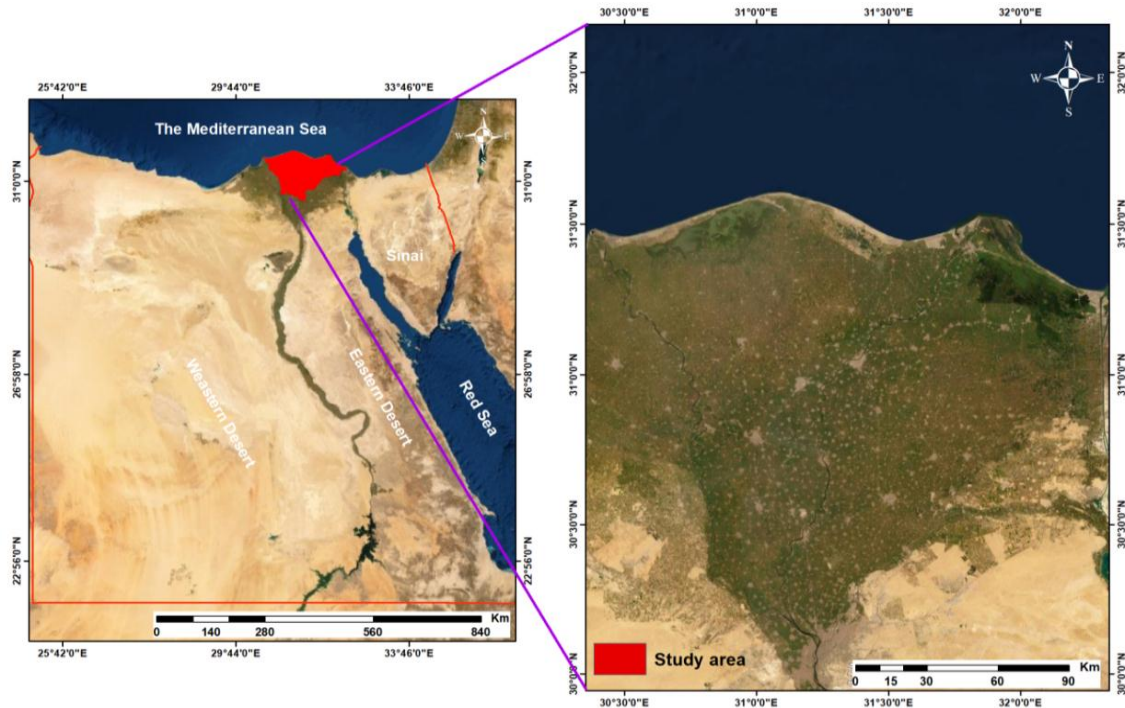 25°42'0"E 29°44'0"E 33°46'0"E
The Mediterranean Sea
N
W E
S
31°0'0"N
26°58'0"N
22°56'0"N
31°0'0"N
26°58'0"N
22°56'0"N
Sinai
Weastern Desert
Eastern Desert
Red Sea
Km
0 140 280 560 840
25°42'0"E 29°44'0"E 33°46'0"E
30°30'0"E 31°0'0"E 31°30'0"E 32°0'0"E
N
W E
S
32°0'0"N
31°30'0"N
31°0'0"N
30°30'0"N
30°0'0"N
32°0'0"N
31°30'0"N
31°0'0"N
30°30'0"N
30°0'0"N
Study area
Km
0 15 30 60 90
30°30'0"E 31°0'0"E 31°30'0"E 32°0'0"E